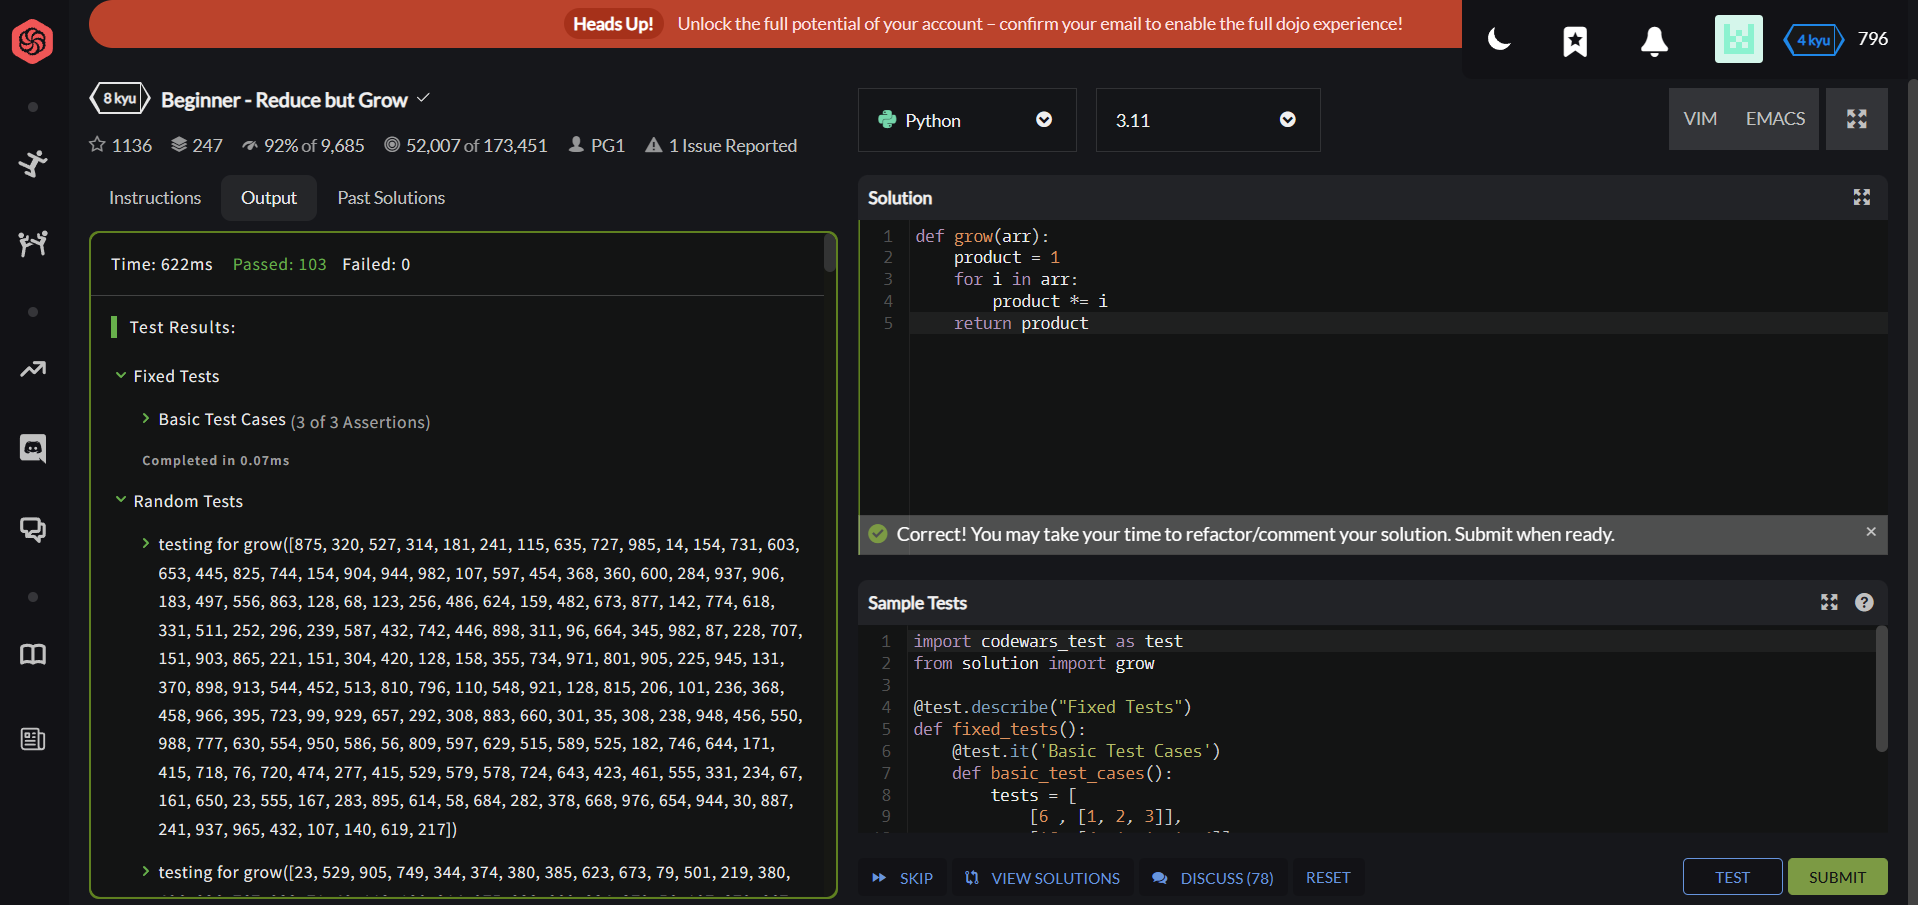 Heads Up! Unlock the full potential of your account – confirm your email to enable the full dojo experience!
4 kyu 796
8 kyu Beginner - Reduce but Grow
1136 247 92% of 9,685 52,007 of 173,451 PG1 1 Issue Reported
Instructions Output Past Solutions
Time: 622ms Passed: 103 Failed: 0
Test Results:
Fixed Tests
Basic Test Cases (3 of 3 Assertions)
Completed in 0.07ms
Random Tests
testing for grow([875, 320, 527, 314, 181, 241, 115, 635, 727, 985, 14, 154, 731, 603,
653, 445, 825, 744, 154, 904, 944, 982, 107, 597, 454, 368, 360, 600, 284, 937, 906,
183, 497, 556, 863, 128, 68, 123, 256, 486, 624, 159, 482, 673, 877, 142, 774, 618,
331, 511, 252, 296, 239, 587, 432, 742, 446, 898, 311, 96, 664, 345, 982, 87, 228, 707,
151, 903, 865, 221, 151, 304, 420, 128, 158, 355, 734, 971, 801, 905, 225, 945, 131,
370, 898, 913, 544, 452, 513, 810, 796, 110, 548, 921, 128, 815, 206, 101, 236, 368,
458, 966, 395, 723, 99, 929, 657, 292, 308, 883, 660, 301, 35, 308, 238, 948, 456, 550,
988, 777, 630, 554, 950, 586, 56, 809, 597, 629, 515, 589, 525, 182, 746, 644, 171,
415, 718, 76, 720, 474, 277, 415, 529, 579, 578, 724, 643, 423, 461, 555, 331, 234, 67,
161, 650, 23, 555, 167, 283, 895, 614, 58, 684, 282, 378, 668, 976, 654, 944, 30, 887,
241, 937, 965, 432, 107, 140, 619, 217])
testing for grow([23, 529, 905, 749, 344, 374, 380, 385, 623, 673, 79, 501, 219, 380,
Python 3.11
VIM EMACS
Solution
1 def grow(arr):
2 product = 1
3 for i in arr:
4 product *= i
5 return product
Correct! You may take your time to refactor/comment your solution. Submit when ready.
Sample Tests
1 import codewars_test as test
2 from solution import grow
3
4 @test.describe("Fixed Tests")
5 def fixed_tests():
6 @test.it('Basic Test Cases')
7 def basic_test_cases():
8 tests = [
9 [6 , [1, 2, 3]],
SKIP VIEW SOLUTIONS DISCUSS (78) RESET TEST SUBMIT